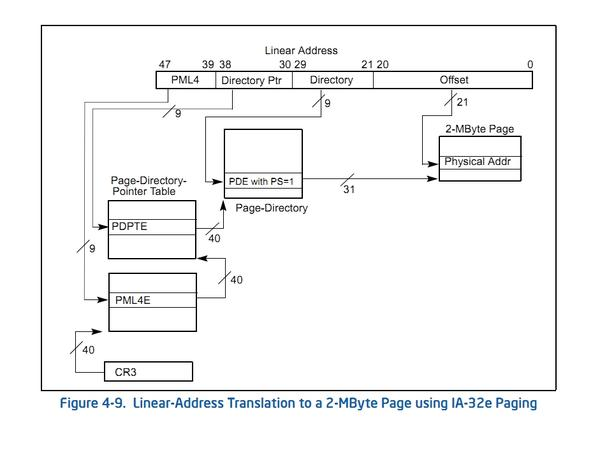 Linear Address
47 39 38 30 29 21 20 0
PML4 Directory Ptr Directory Offset
9 9 21
2-MByte Page
Physical Addr
PDE with PS=1
31
Page-Directory-
Pointer Table
Page-Directory
PDPTE
40
9
40
PML4E
40
CR3
Figure 4-9. Linear-Address Translation to a 2-MByte Page using IA-32e Paging